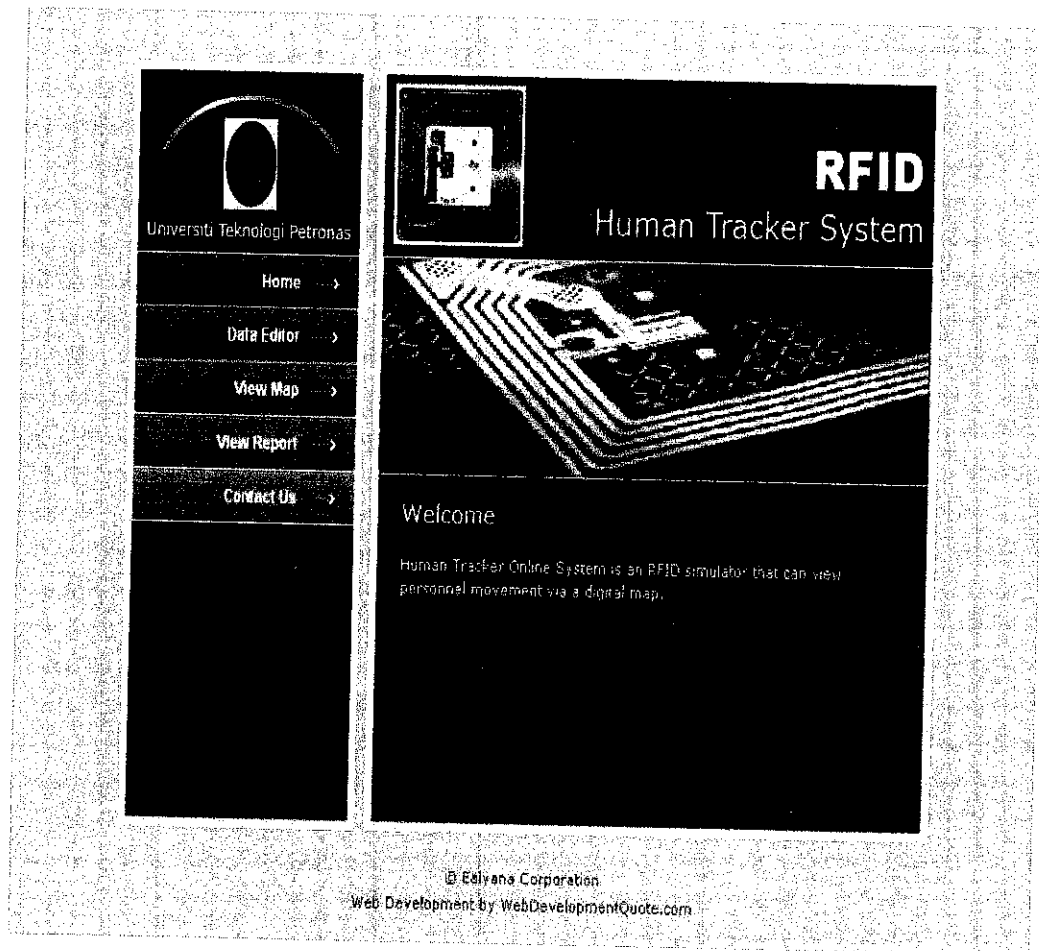 Universiti Teknologi Petronas
Home
Data Editor
View Map
View Report
Contact Us
RFID
Human Tracker System
Welcome
Human Tracker Online System is an RFID simulator that can view
personnel movement via a digital map.
© Ealyana Corporation
Web Development by WebDevelopmentQuote.com